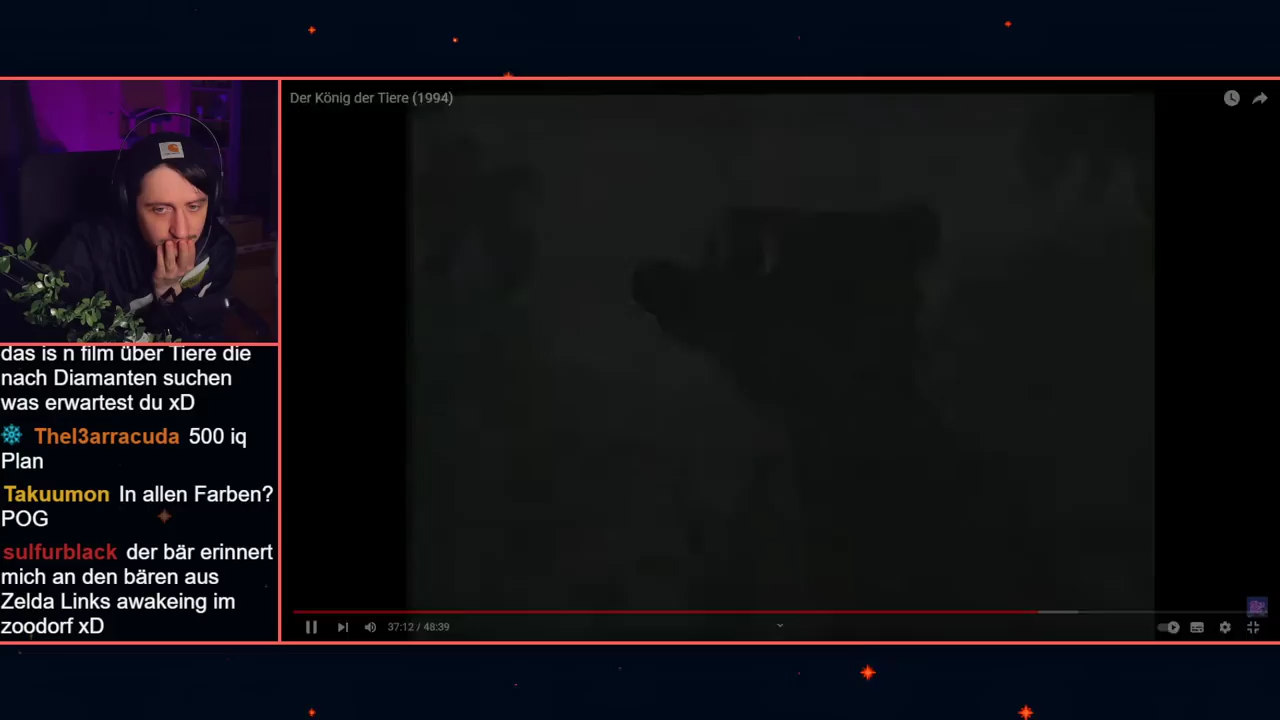 Der König der Tiere (1994)
das is n film über Tiere die
nach Diamanten suchen
was erwartest du xD
Thel3arracuda 500 iq
Plan
Takuumon In allen Farben?
POG
sulfurblack der bär erinnert
mich an den bären aus
Zelda Links awakeing im
zoodorf xD
37:12 / 48:39